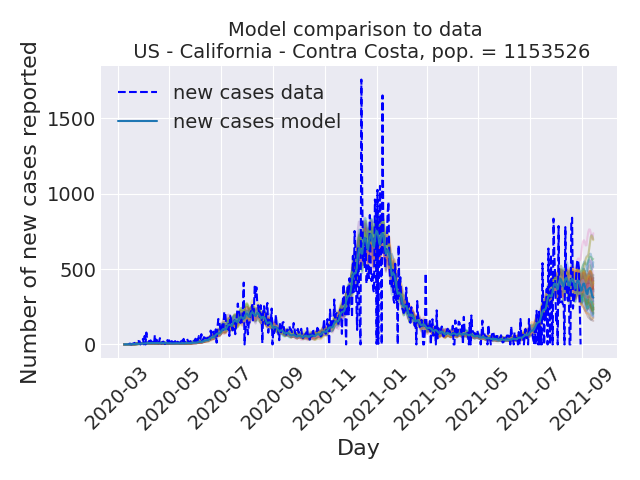 Model comparison to data
US - California - Contra Costa, pop. = 1153526
Number of new cases reported
new cases data
new cases model
1500
1000
500
0
2020-03
2020-05
2020-07
2020-09
2020-11
2021-01
2021-03
2021-05
2021-07
2021-09
Day